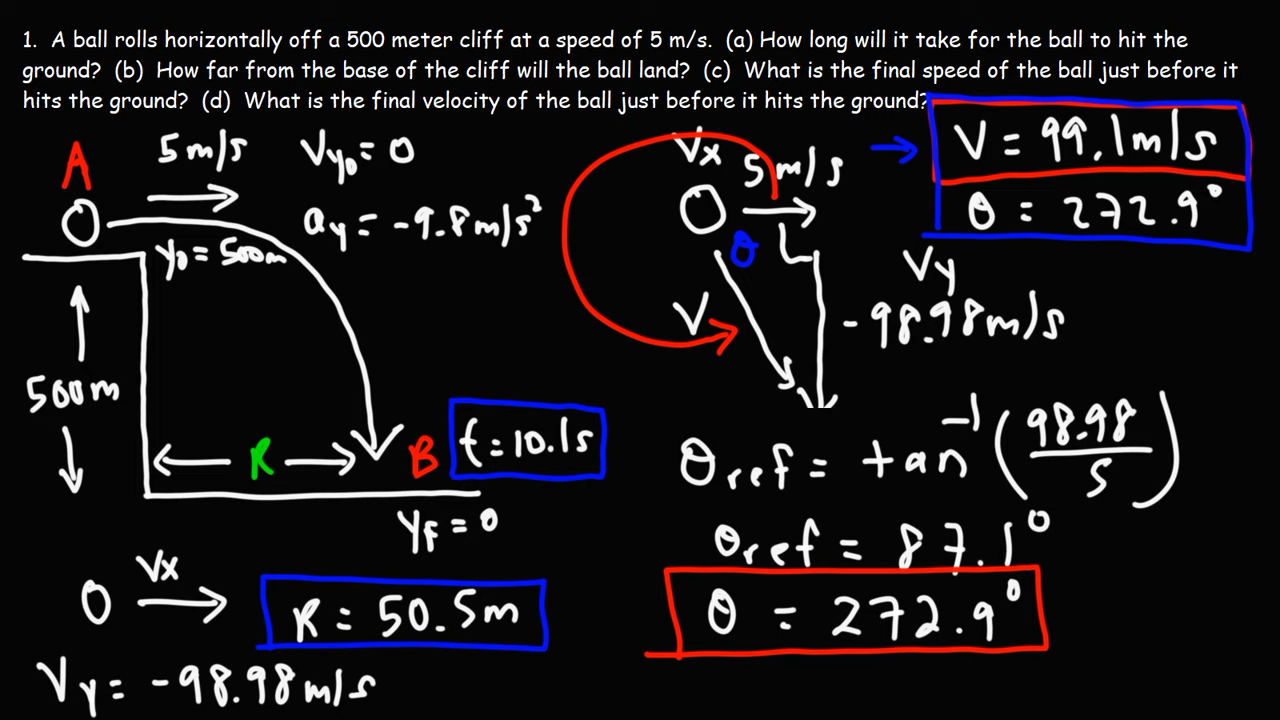 1. A ball rolls horizontally off a 500 meter cliff at a speed of 5 m/s. (a) How long will it take for the ball to hit the
ground? (b) How far from the base of the cliff will the ball land? (c) What is the final speed of the ball just before it
hits the ground? (d) What is the final velocity of the ball just before it hits the ground?
A
5 m/s
Vy₀ = 0
ay = -9.8 m/s²
y₀ = 500m
500m
R
B
t = 10.1s
yF = 0
Vx
R = 50.5m
Vy = -98.98 m/s
Vx
5 m/s
θ
V
Vy
-98.98 m/s
→ V = 99.1 m/s
θ = 272.9°
θref = tan⁻¹ (98.98 / 5)
θref = 87.1°
θ = 272.9°